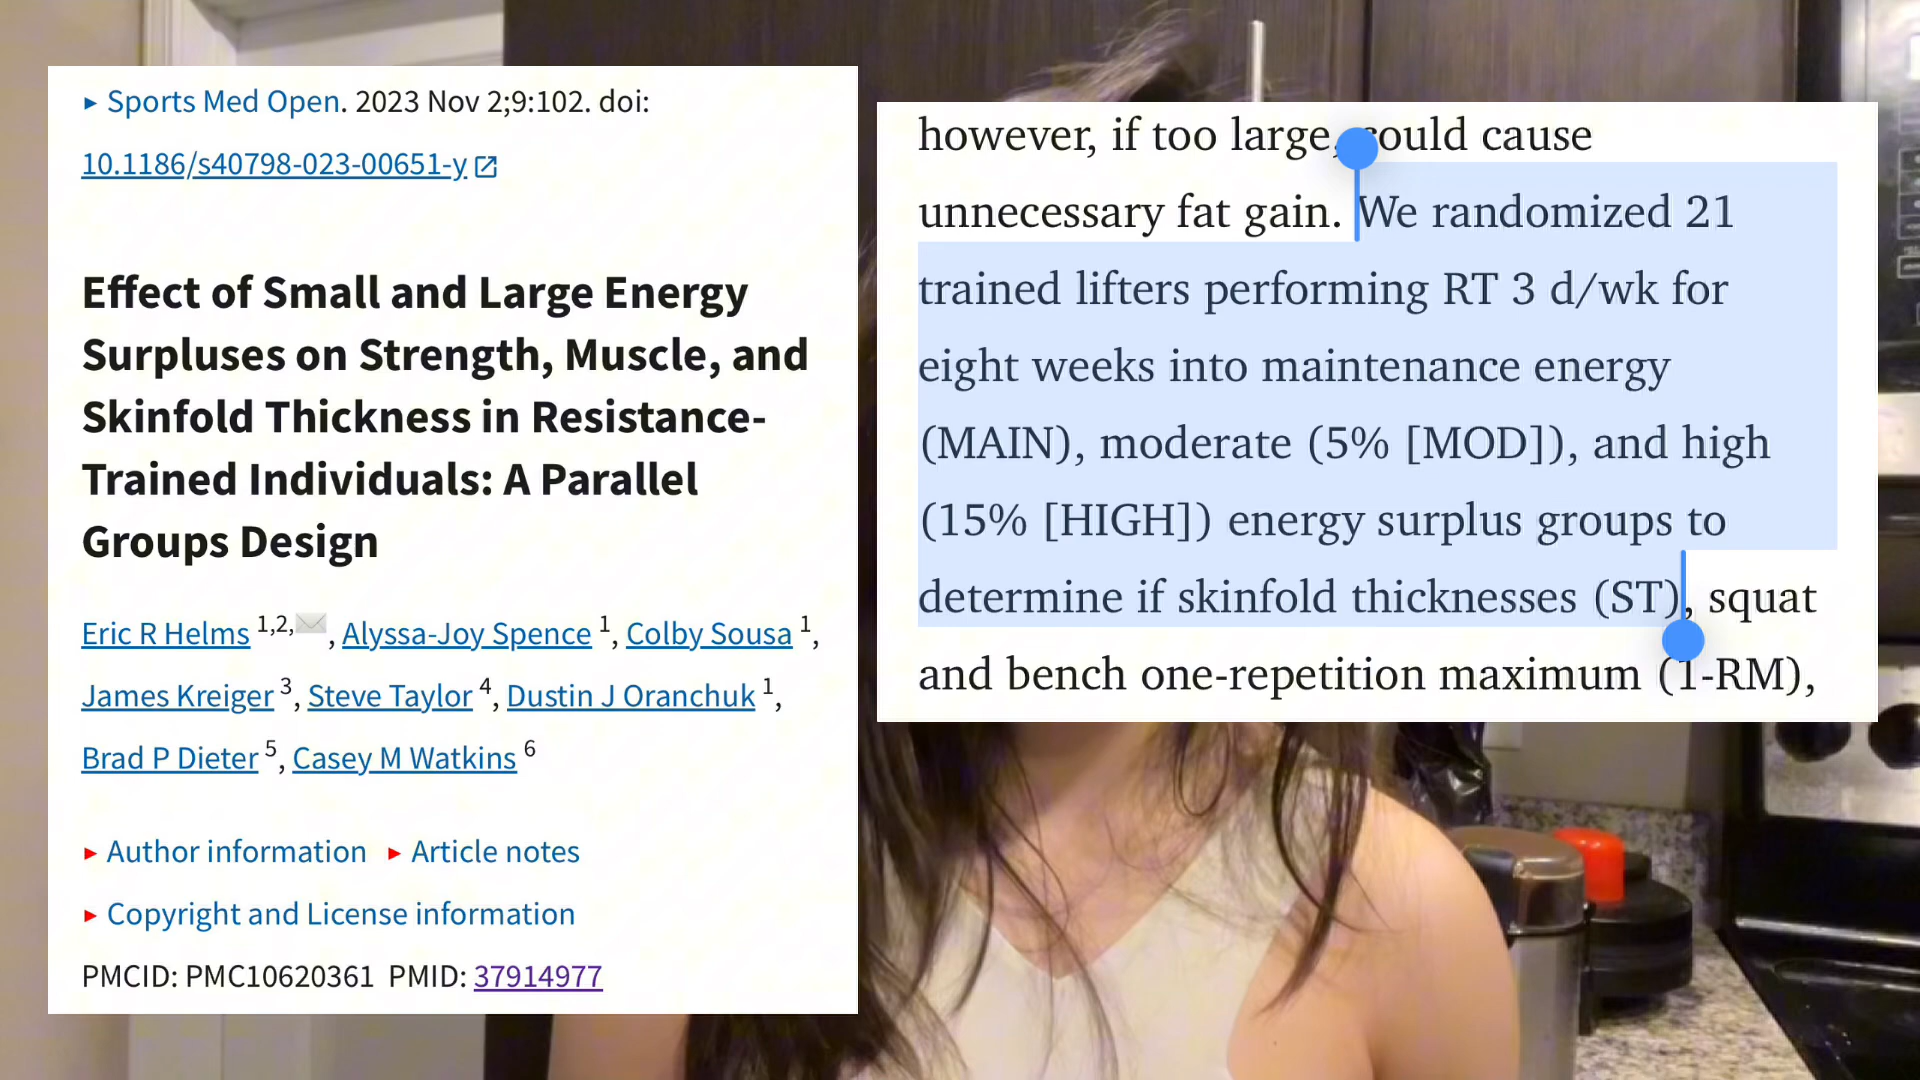 ► Sports Med Open. 2023 Nov 2;9:102. doi:
10.1186/s40798-023-00651-y
Effect of Small and Large Energy
Surpluses on Strength, Muscle, and
Skinfold Thickness in Resistance-
Trained Individuals: A Parallel
Groups Design
Eric R Helms 1,2,✉, Alyssa-Joy Spence 1, Colby Sousa 1,
James Kreiger 3, Steve Taylor 4, Dustin J Oranchuk 1,
Brad P Dieter 5, Casey M Watkins 6
► Author information ► Article notes
► Copyright and License information
PMCID: PMC10620361 PMID: 37914977
however, if too large, could cause
unnecessary fat gain. We randomized 21
trained lifters performing RT 3 d/wk for
eight weeks into maintenance energy
(MAIN), moderate (5% [MOD]), and high
(15% [HIGH]) energy surplus groups to
determine if skinfold thicknesses (ST), squat
and bench one-repetition maximum (1-RM),